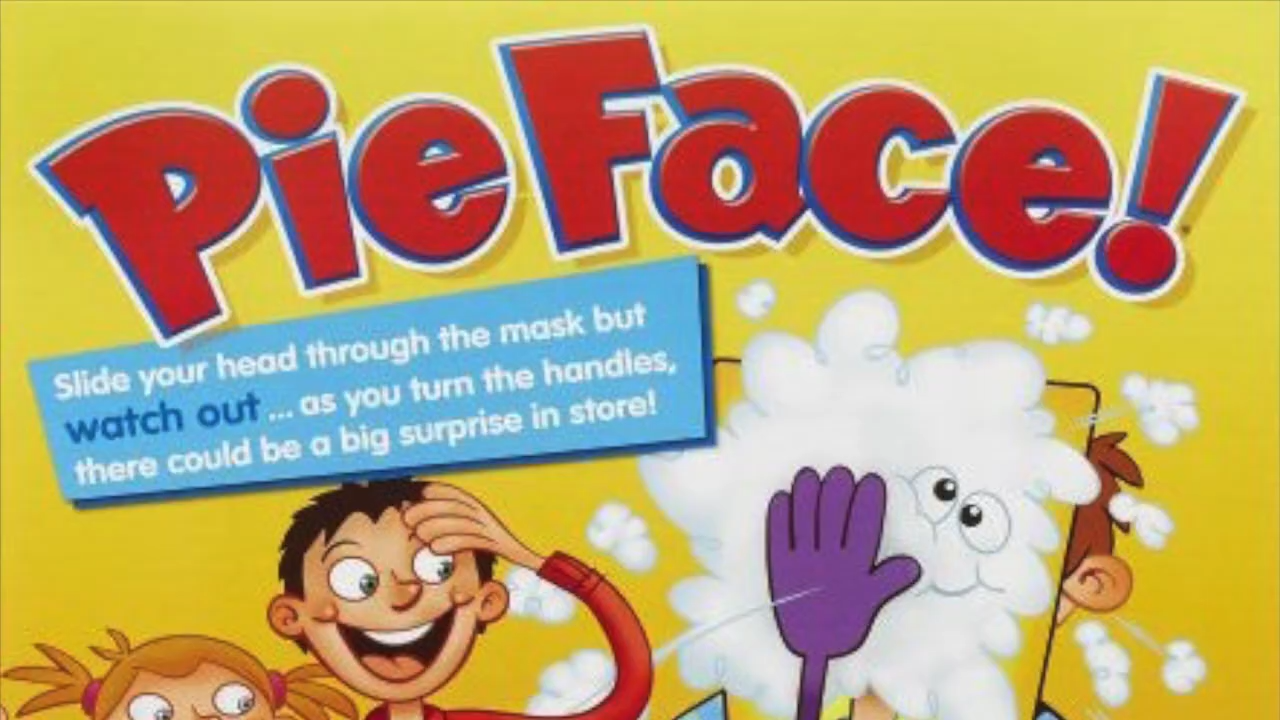 Pie Face!
Slide your head through the mask but
watch out ... as you turn the handles,
there could be a big surprise in store!